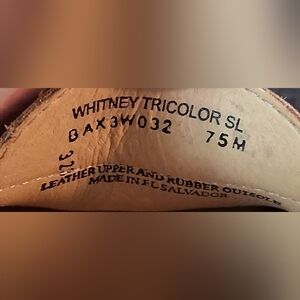 WHITNEY TRICOLOR SL
BAX3W032 75M
LEATHER UPPER AND RUBBER OUTSOLE
MADE IN EL SALVADOR